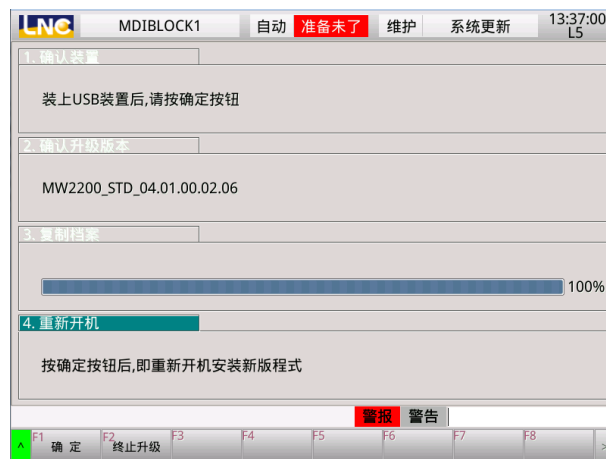 LNC MDIBLOCK1 自动 准备未了 维护 系统更新 13:37:00
L5
1. 确认装置
装上USB装置后,请按确定按钮
2. 确认升级版本
MW2200_STD_04.01.00.02.06
3. 复制档案
100%
4. 重新开机
按确定按钮后,即重新开机安装新版程式
警报 警告
^ F1 确 定 F2 终止升级 F3 F4 F5 F6 F7 F8 >